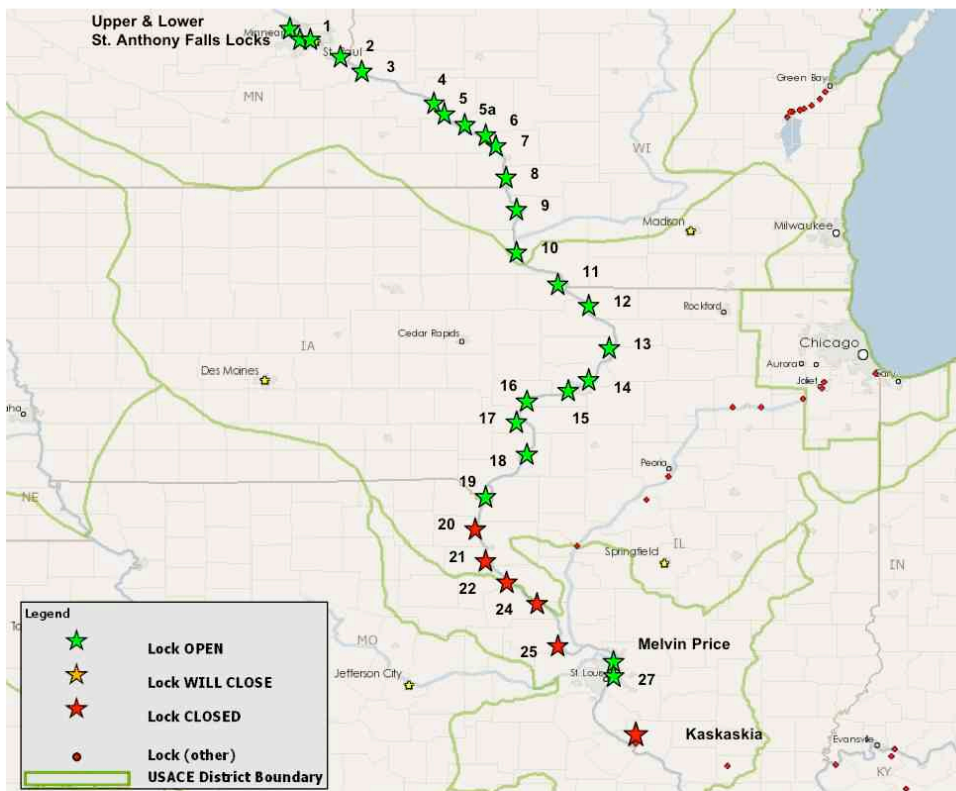 Upper & Lower
St. Anthony Falls Locks
1
2
3
MN
4
5
5a
6
7
8
9
10
WI
Green Bay
Madison
Milwaukee
11
12
Rockford
13
Chicago
Cedar Rapids
IA
Des Moines
Aurora
Joliet
14
15
16
17
18
Peoria
NE
19
20
21
22
24
Springfield
IL
IN
25
MO
Jefferson City
Melvin Price
27
Kaskaskia
Evansville
KY
Legend
Lock OPEN
Lock WILL CLOSE
Lock CLOSED
Lock (other)
USACE District Boundary